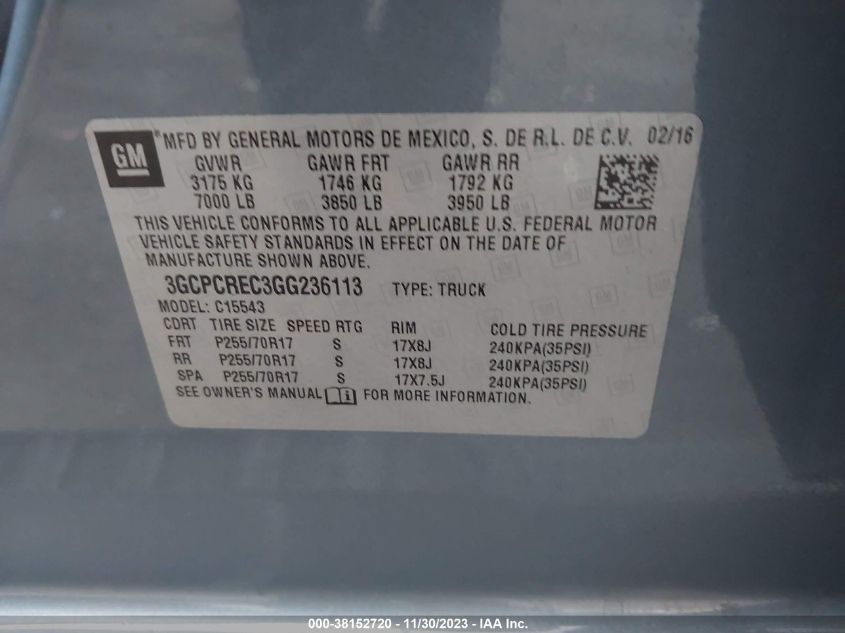 GM ® MFD BY GENERAL MOTORS DE MEXICO, S. DE R.L. DE C.V. 02/16
GVWR GAWR FRT GAWR RR
3175 KG 1746 KG 1792 KG
7000 LB 3850 LB 3950 LB
THIS VEHICLE CONFORMS TO ALL APPLICABLE U.S. FEDERAL MOTOR
VEHICLE SAFETY STANDARDS IN EFFECT ON THE DATE OF
MANUFACTURE SHOWN ABOVE.
3GCPCREC3GG236113 TYPE: TRUCK
MODEL: C15543
CDRT TIRE SIZE SPEED RTG RIM COLD TIRE PRESSURE
FRT P255/70R17 S 17X8J 240KPA(35PSI)
RR P255/70R17 S 17X8J 240KPA(35PSI)
SPA P255/70R17 S 17X7.5J 240KPA(35PSI)
SEE OWNER'S MANUAL FOR MORE INFORMATION.
000-38152720 - 11/30/2023 - IAA Inc.